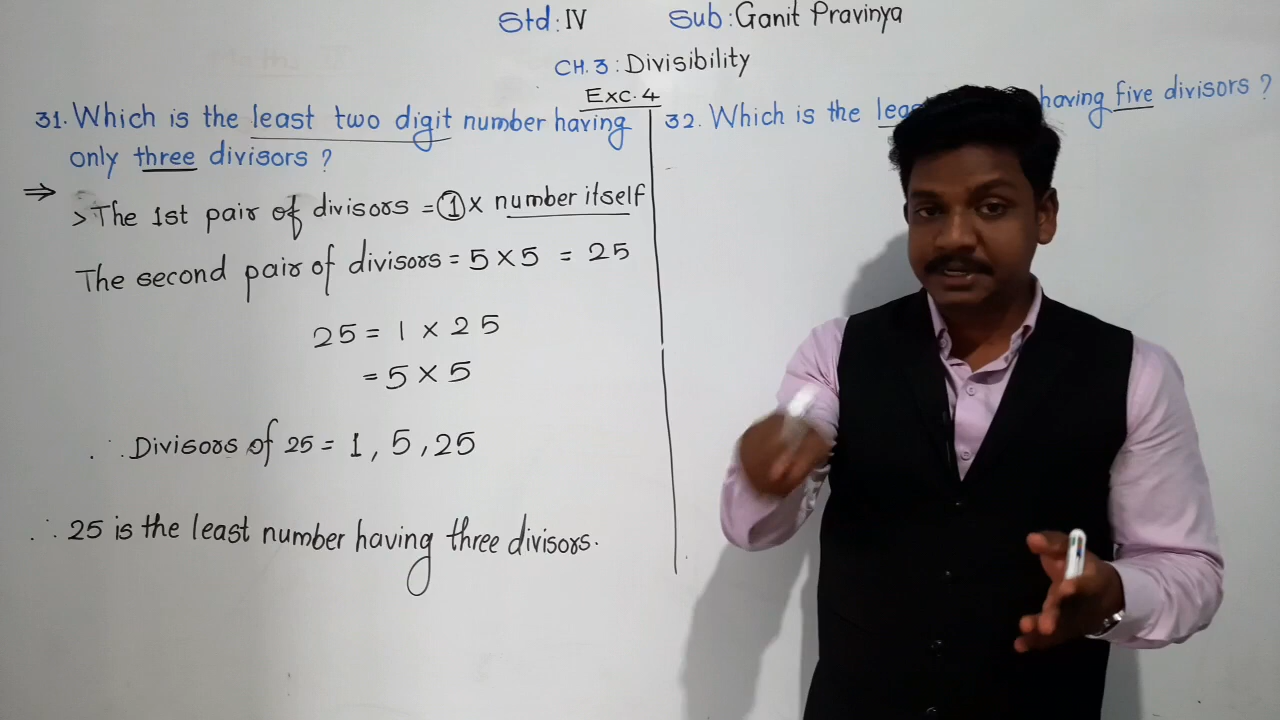 Std: IV Sub: Ganit Pravinya
CH. 3: Divisibility
Exc. 4
31. Which is the least two digit number having
only three divisors ?
⇒ > The 1st pair of divisors = 1 × number itself
The second pair of divisors = 5 × 5 = 25
25 = 1 × 25
= 5 × 5
∴ Divisors of 25 = 1, 5, 25
∴ 25 is the least number having three divisors.
32. Which is the having five divisors ?